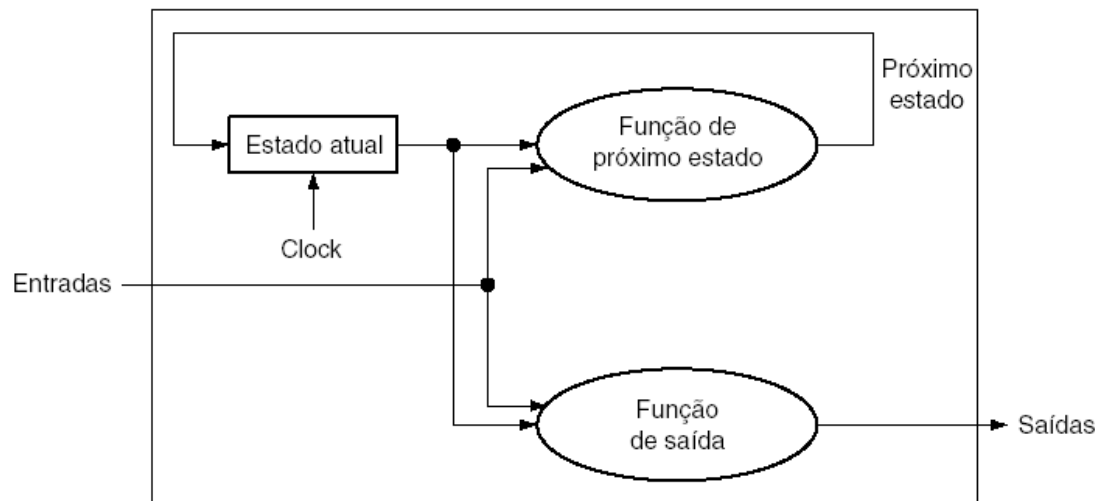 Próximo
estado
Estado atual
Função de
próximo estado
Clock
Entradas
Função
de saída
Saídas